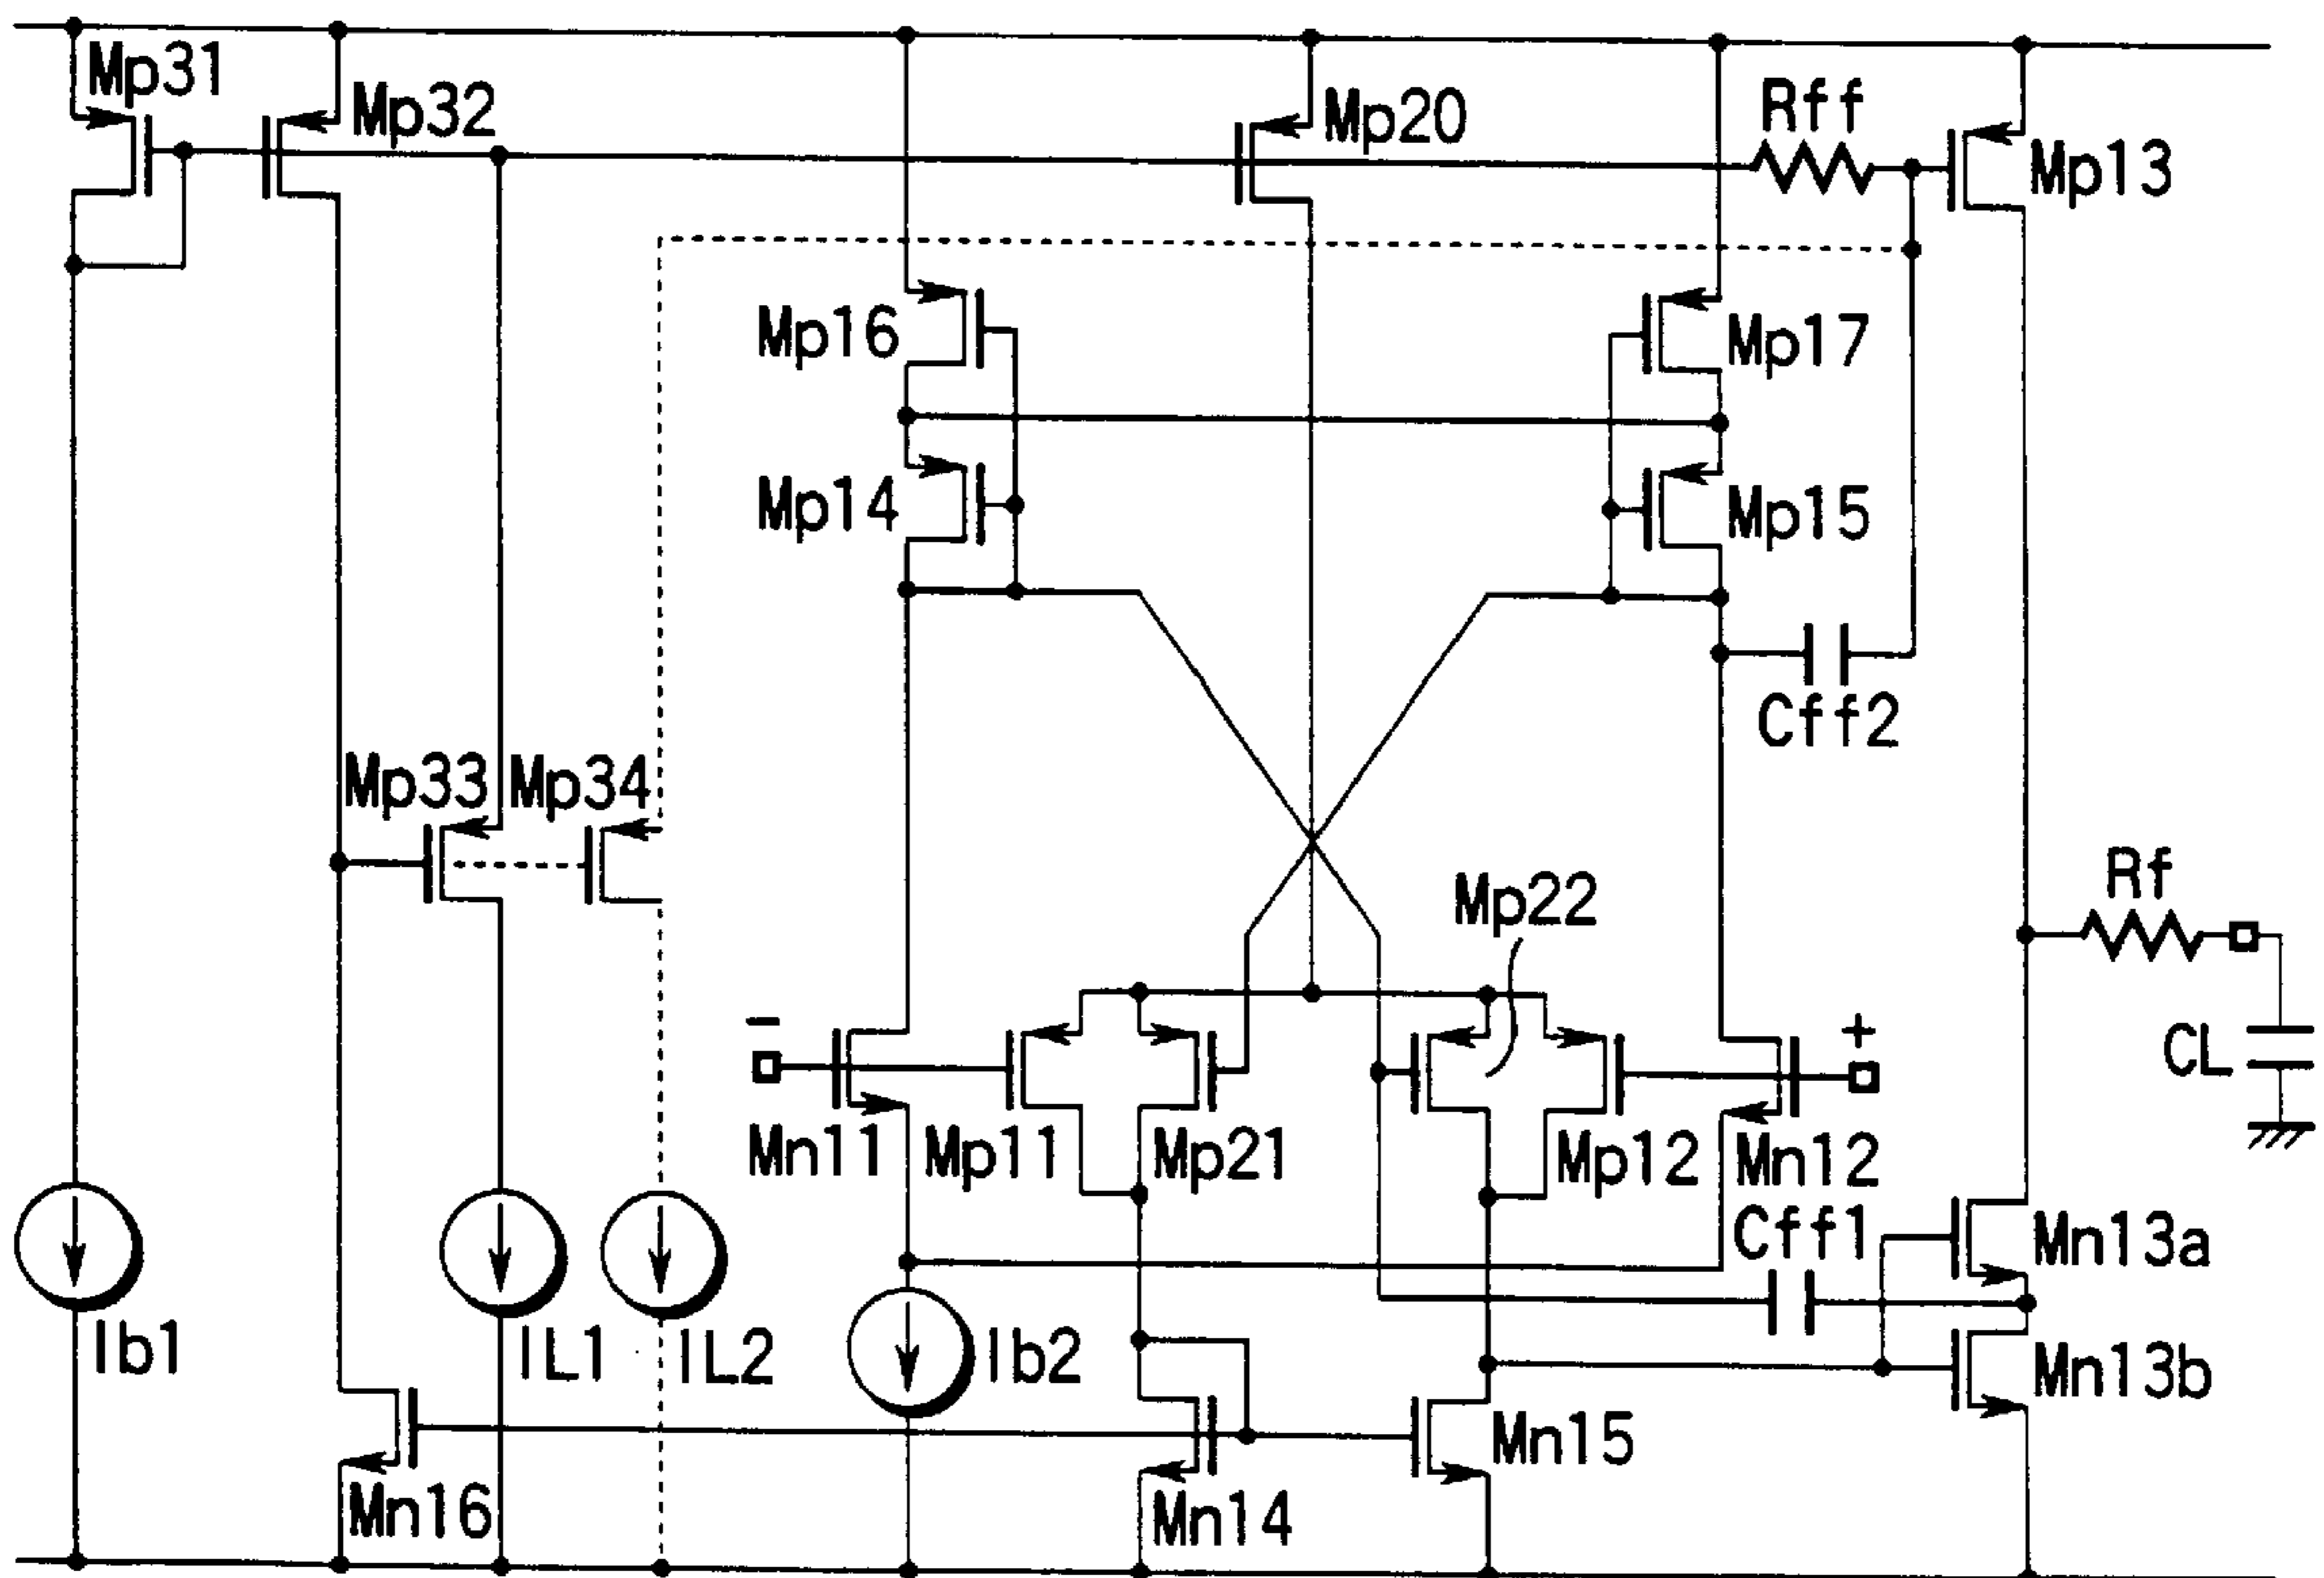 Mp31
Mp32
Mp20
Rff
Mp13
Mp16
Mp17
Mp14
Mp15
Cff2
Mp33
Mp34
Mp22
Rf
−
+
CL
Mn11
Mp11
Mp21
Mp12
Mn12
Cff1
Mn13a
Ib1
IL1
IL2
Ib2
Mn13b
Mn15
Mn16
Mn14